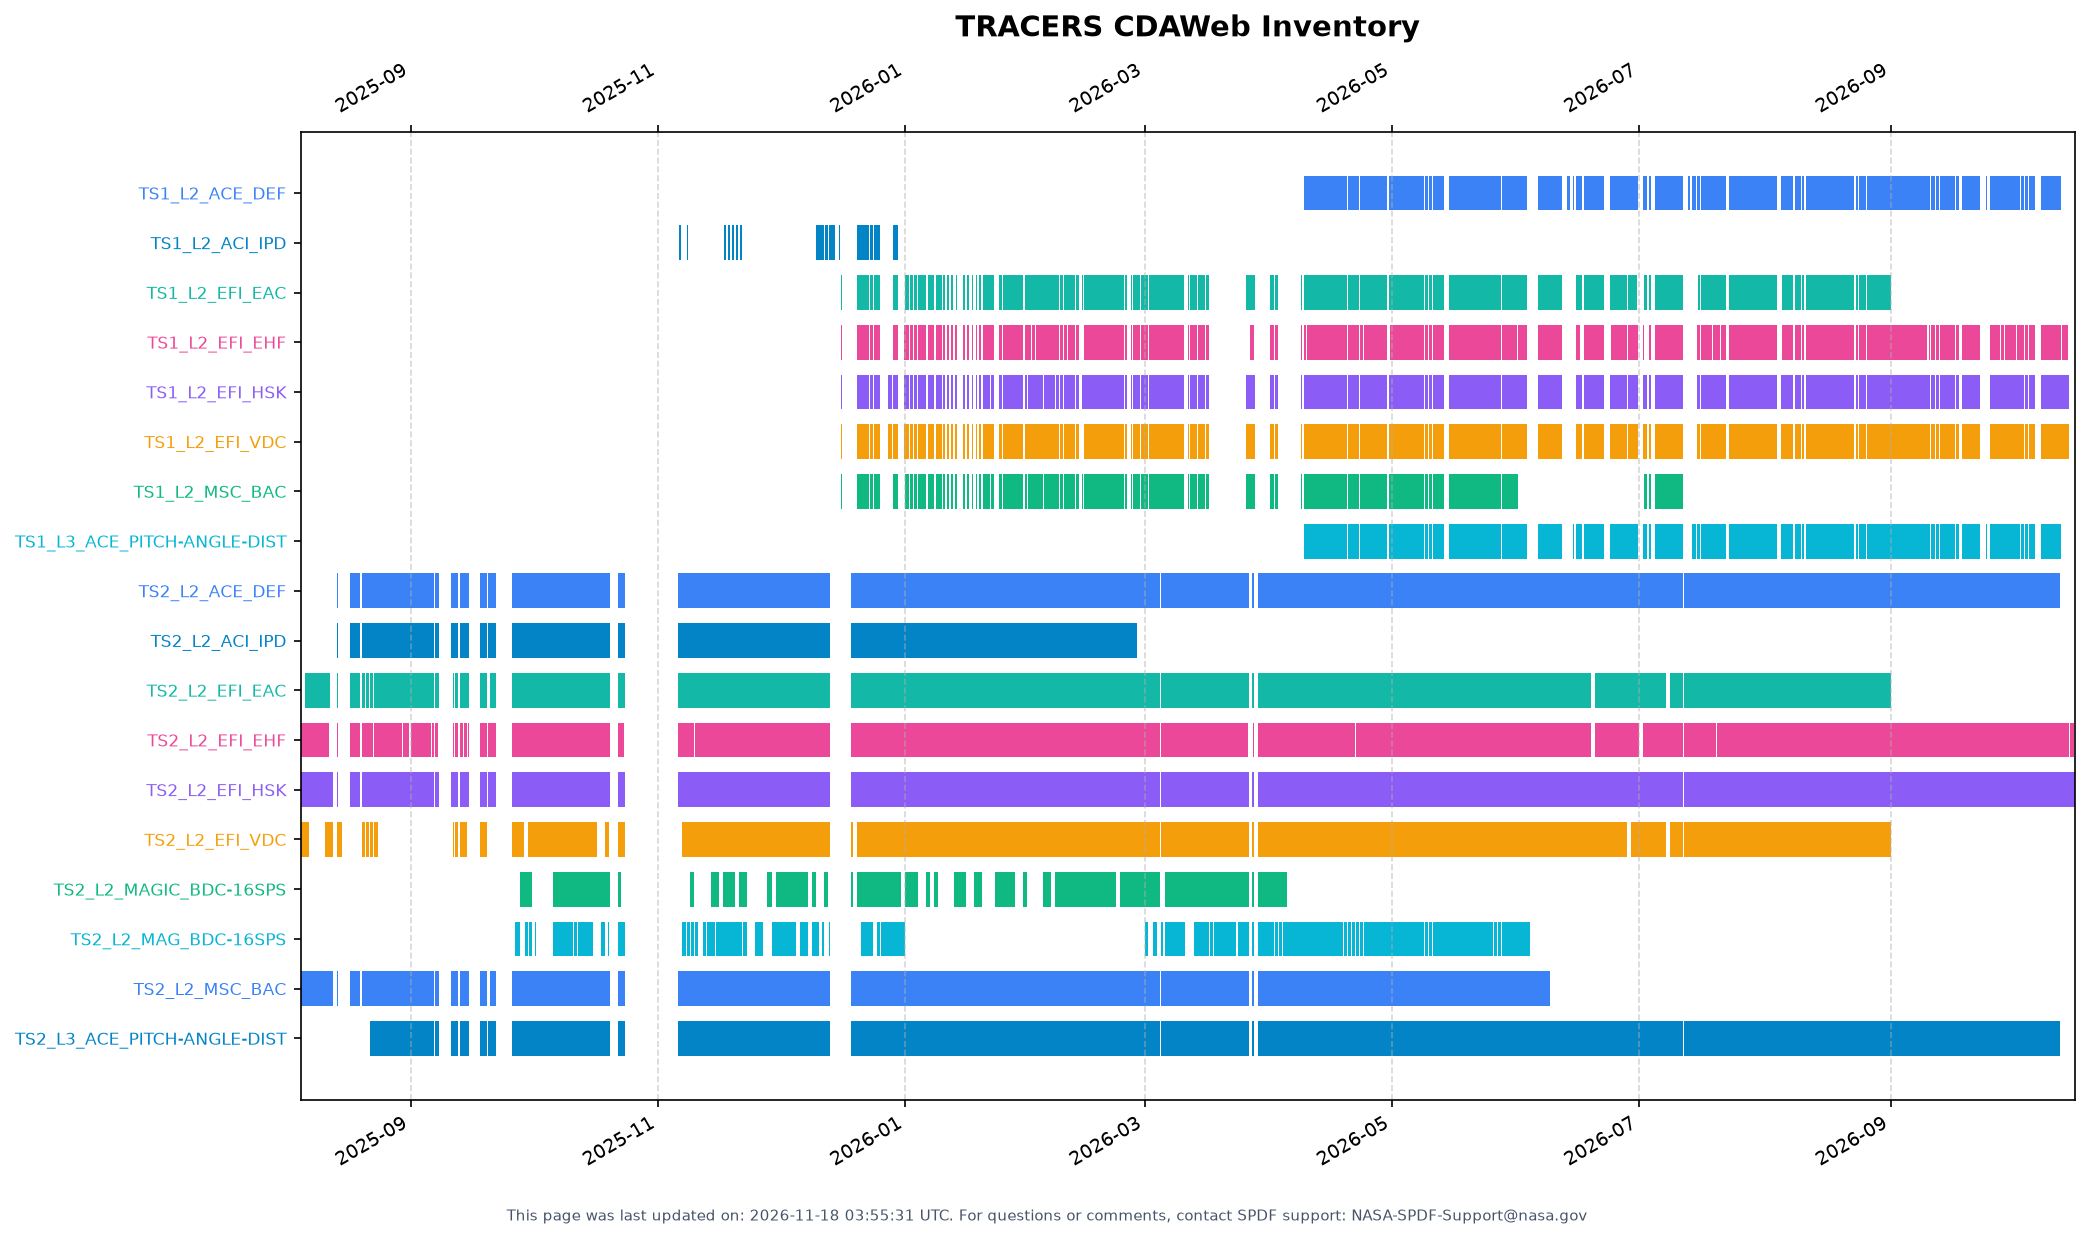 TRACERS CDAWeb Inventory
2025-09
2025-11
2026-01
2026-03
2026-05
2026-07
2026-09
TS1_L2_ACE_DEF
TS1_L2_ACI_IPD
TS1_L2_EFI_EAC
TS1_L2_EFI_EHF
TS1_L2_EFI_HSK
TS1_L2_EFI_VDC
TS1_L2_MSC_BAC
TS1_L3_ACE_PITCH-ANGLE-DIST
TS2_L2_ACE_DEF
TS2_L2_ACI_IPD
TS2_L2_EFI_EAC
TS2_L2_EFI_EHF
TS2_L2_EFI_HSK
TS2_L2_EFI_VDC
TS2_L2_MAGIC_BDC-16SPS
TS2_L2_MAG_BDC-16SPS
TS2_L2_MSC_BAC
TS2_L3_ACE_PITCH-ANGLE-DIST
2025-09
2025-11
2026-01
2026-03
2026-05
2026-07
2026-09
This page was last updated on: 2026-11-18 03:55:31 UTC. For questions or comments, contact SPDF support: NASA-SPDF-Support@nasa.gov